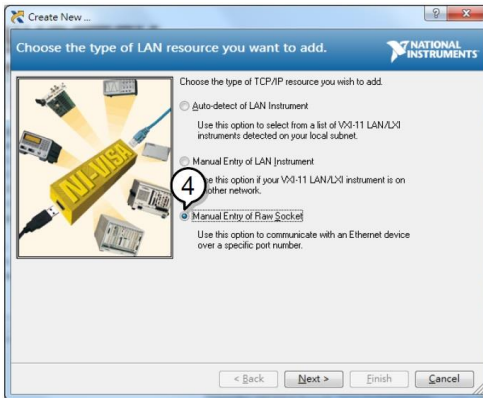 Create New ...
Choose the type of LAN resource you want to add.
NATIONAL
INSTRUMENTS
Choose the type of TCP/IP resource you wish to add.
Auto-detect of LAN Instrument
Use this option to select from a list of VXI-11 LAN/LXI
instruments detected on your local subnet.
Manual Entry of LAN Instrument
this option if your VXI-11 LAN/LXI instrument is on
network.
4
Manual Entry of Raw Socket
Use this option to communicate with an Ethernet device
over a specific port number.
NI-VISA
< Back
Next >
Finish
Cancel